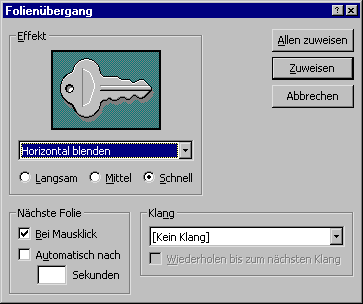 Folienübergang
Effekt
Allen zuweisen
Zuweisen
Abbrechen
Horizontal blenden
Langsam Mittel Schnell
Nächste Folie
Bei Mausklick
Automatisch nach
Sekunden
Klang
[Kein Klang]
Wiederholen bis zum nächsten Klang